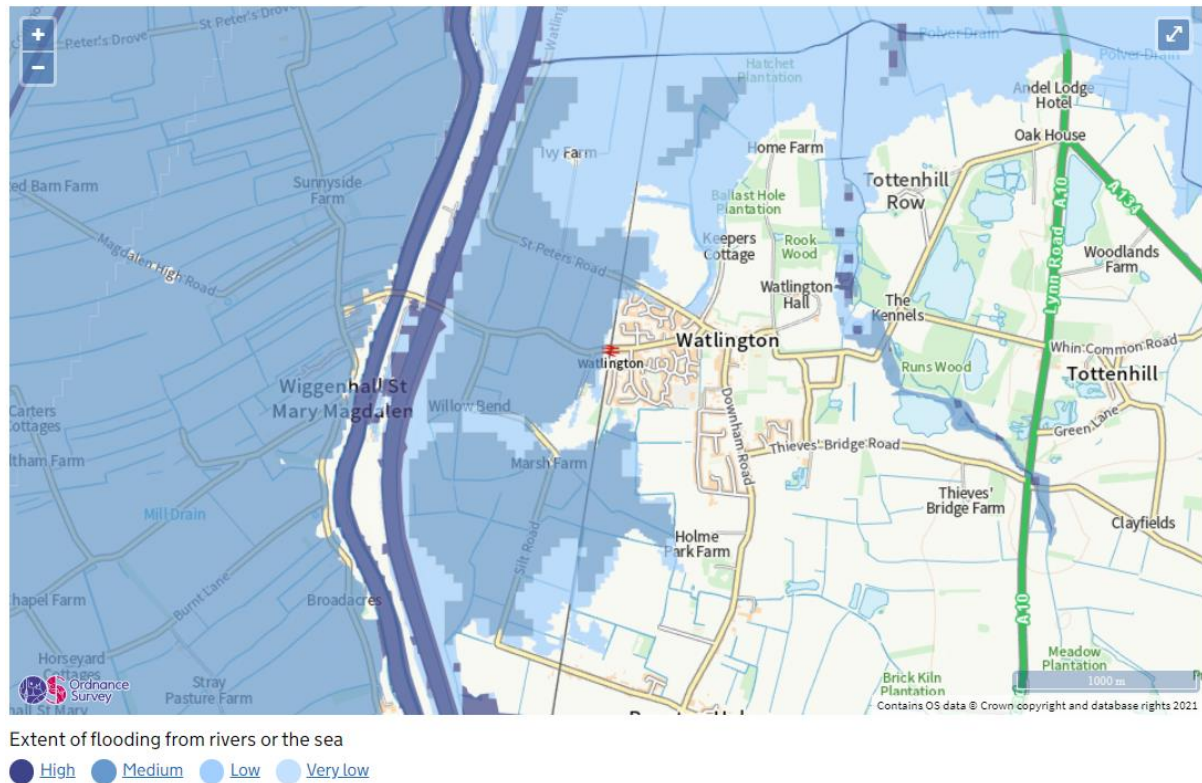 +
−
St Peter's Drove
Peter's Drove
Watling
Polver Drain
Polver Drain
Hatchet
Plantation
Andel Lodge
Hotel
Oak House
Home Farm
Ivy Farm
Sunnyside
Farm
ed Barn Farm
Tottenhill
Row
A10
A134
Ballast Hole
Plantation
Magdalen High Road
St Peters Road
Keepers
Cottage
Rook
Wood
Lynn Road
Woodlands
Farm
Watlington
Hall
The
Kennels
Watlington
Watlington
Whin Common Road
Runs Wood
Tottenhill
Wiggenhall St
Mary Magdalen
Willow Bend
Carters
Cottages
Downham Road
Green Lane
Thieves' Bridge Road
ltham Farm
Marsh Farm
Thieves'
Bridge Farm
Clayfields
Mill Drain
Holme
Park Farm
Silt Road
hapel Farm
Burnt Lane
Broadacres
A10
Horseyard
Cottages
Meadow
Plantation
Ordnance
Survey
Stray
Pasture Farm
Brick Kiln
Plantation
1000 m
hall St Mary
Contains OS data © Crown copyright and database rights 2021
Extent of flooding from rivers or the sea
High Medium Low Very low